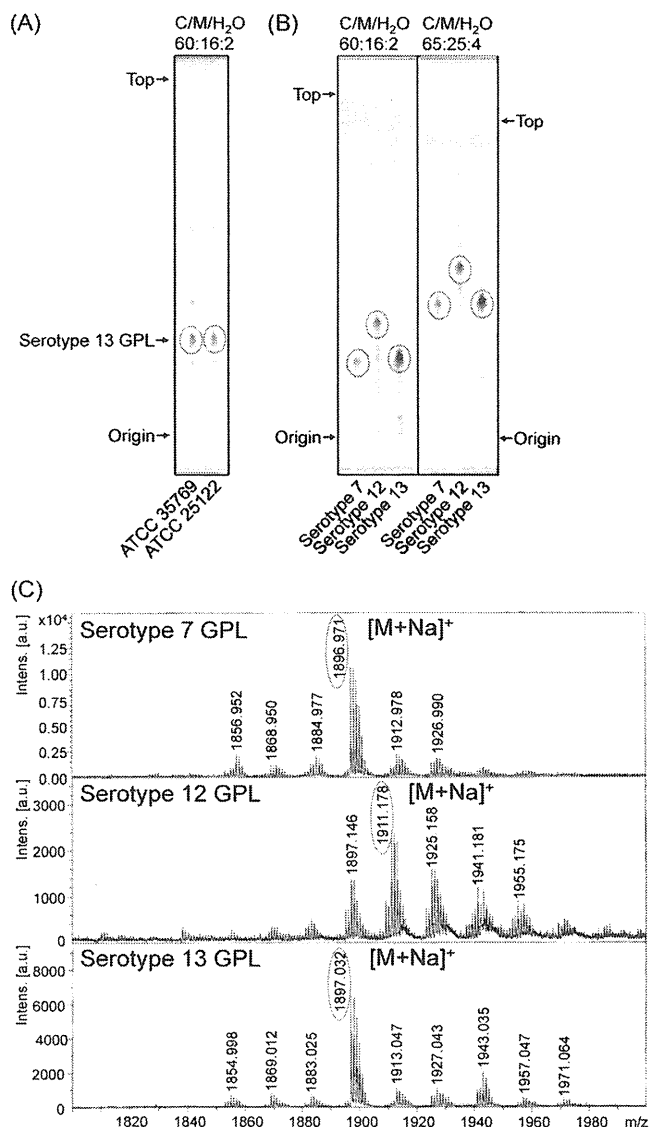 (A)
C/M/H₂O
60:16:2
Top→
Serotype 13 GPL→
Origin→
ATCC 35769
ATCC 25122
(B)
C/M/H₂O C/M/H₂O
60:16:2 65:25:4
Top→
←Top
Origin→
←Origin
Serotype 7
Serotype 12
Serotype 13
Serotype 7
Serotype 12
Serotype 13
(C)
Serotype 7 GPL
[M+Na]⁺
Intens. [a.u.]
x10⁴
1.25
1.00
0.75
0.50
0.25
0.00
1856.952
1868.950
1884.977
1896.971
1912.978
1926.990
Serotype 12 GPL
[M+Na]⁺
Intens. [a.u.]
3000
2000
1000
0
1897.146
1911.178
1925.158
1941.181
1955.175
Serotype 13 GPL
[M+Na]⁺
Intens. [a.u.]
8000
6000
4000
2000
0
1854.998
1869.012
1883.025
1897.032
1913.047
1927.043
1943.035
1957.047
1971.064
1820 1840 1860 1880 1900 1920 1940 1960 1980 m/z